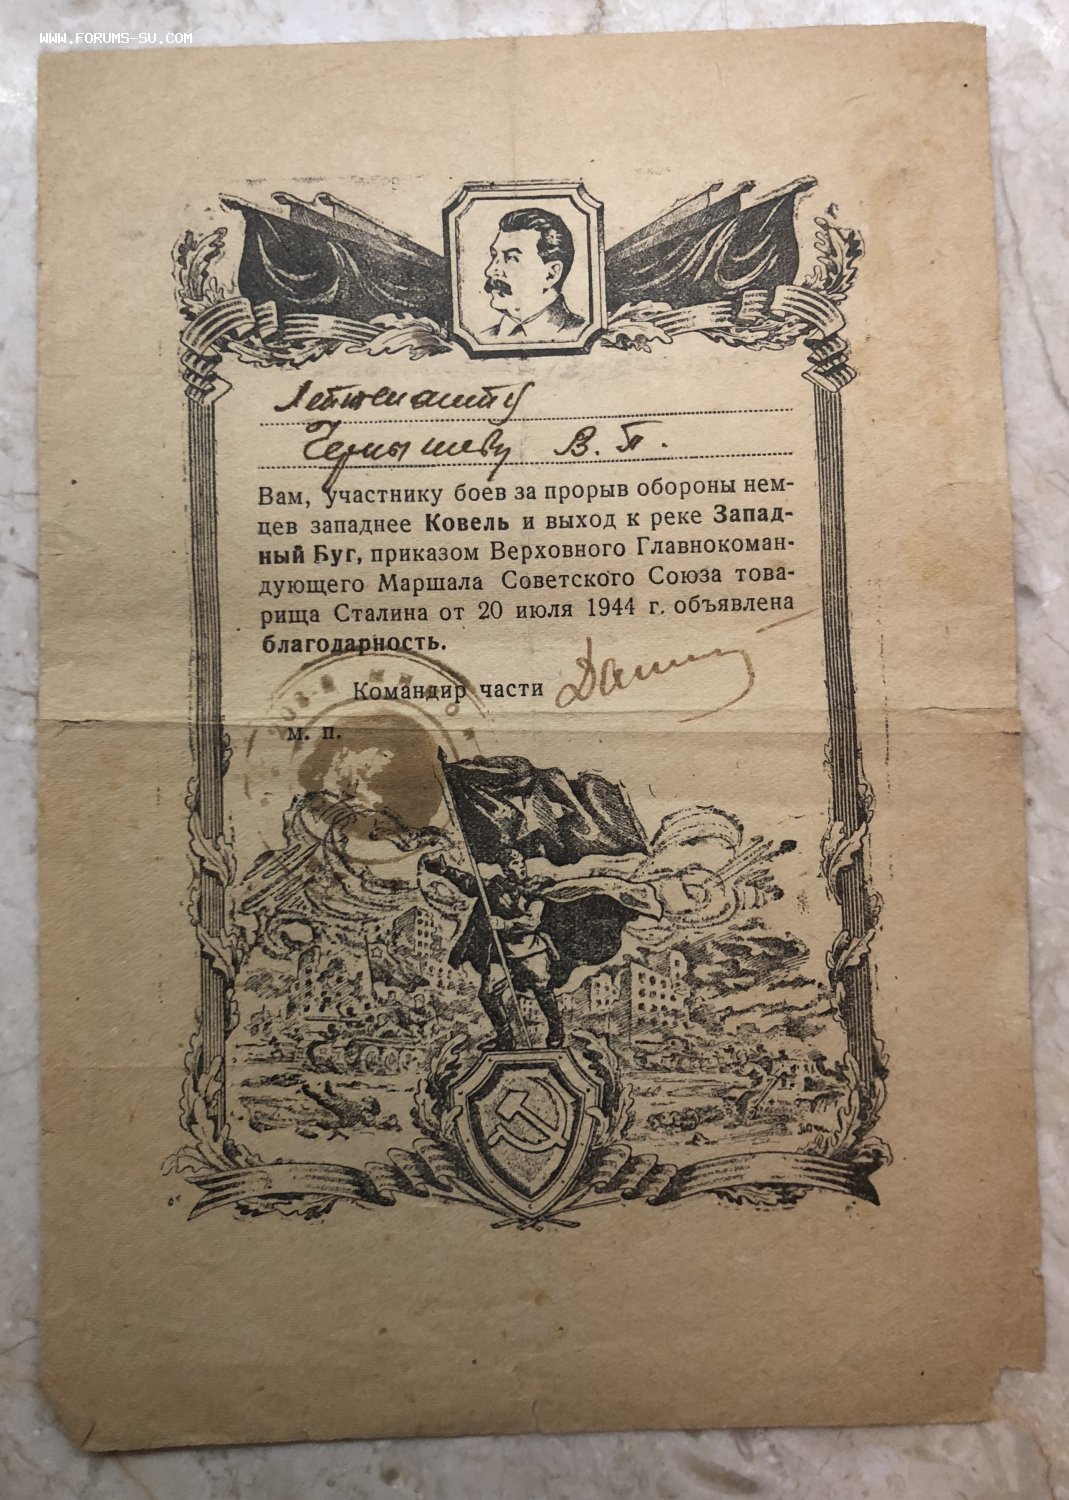 WWW.FORUMS-SU.COM
Лейтенанту
Чернышеву В. П.
Вам, участнику боев за прорыв обороны нем-
цев западнее Ковель и выход к реке Запад-
ный Буг, приказом Верховного Главнокоман-
дующего Маршала Советского Союза това-
рища Сталина от 20 июля 1944 г. объявлена
благодарность.
Командир части
м. п.